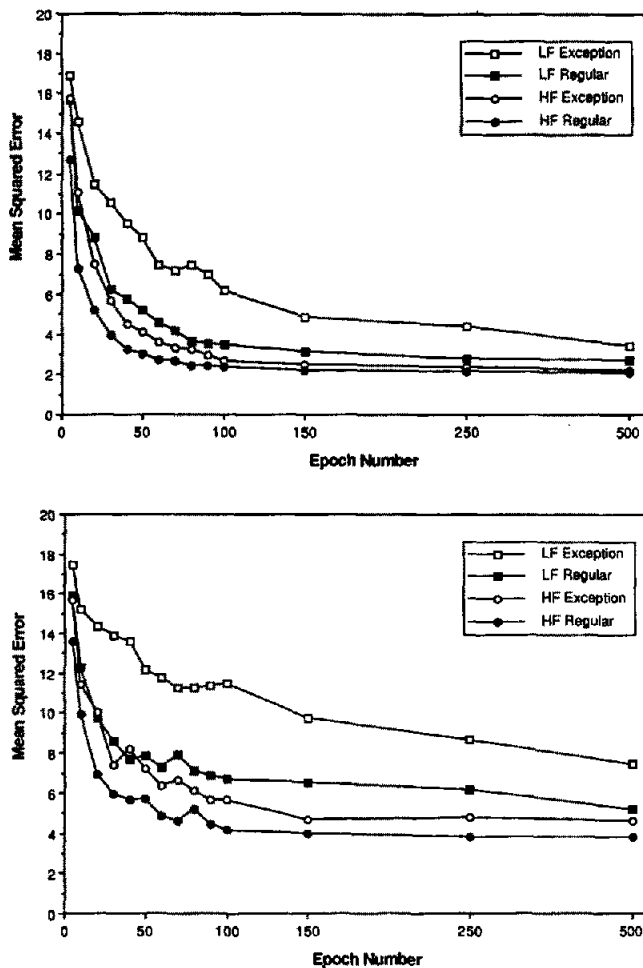 20
18
16
14
12
10
8
6
4
2
0
Mean Squared Error
LF Exception
LF Regular
HF Exception
HF Regular
0 50 100 150 250 500
Epoch Number
20
18
16
14
12
10
8
6
4
2
0
Mean Squared Error
LF Exception
LF Regular
HF Exception
HF Regular
0 50 100 150 250 500
Epoch Number